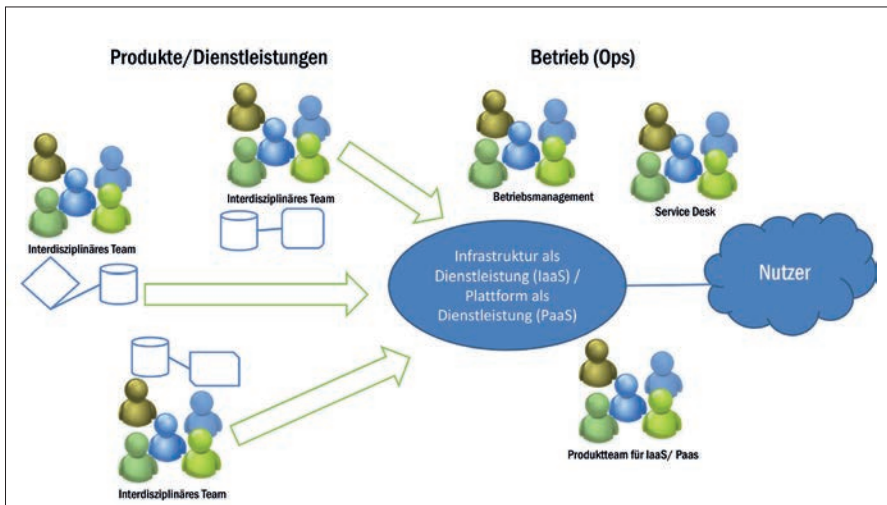 Produkte/Dienstleistungen
Betrieb (Ops)
Interdisziplinäres Team
Betriebsmanagement
Service Desk
Interdisziplinäres Team
Infrastruktur als
Dienstleistung (IaaS) /
Plattform als
Dienstleistung (PaaS)
Nutzer
Produktteam für IaaS/ Paas
Interdisziplinäres Team